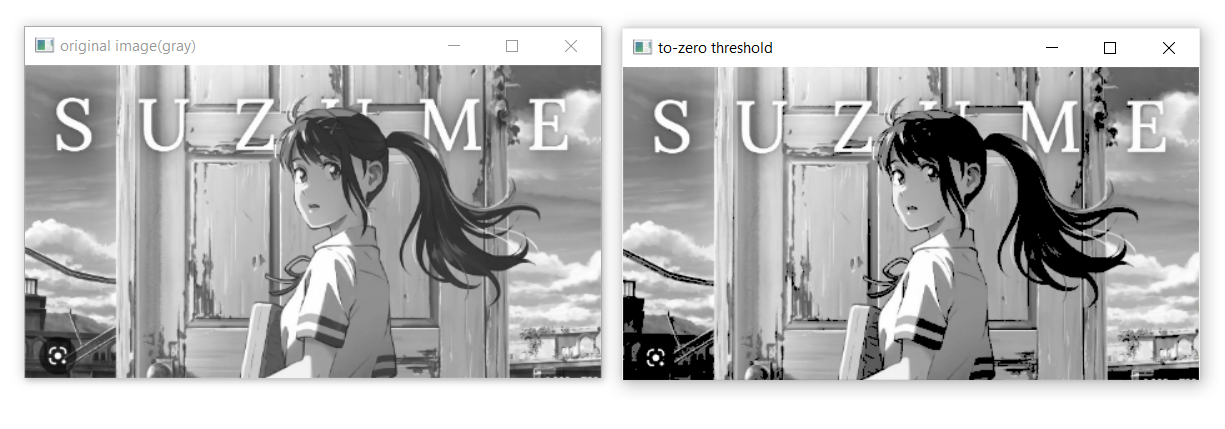 original image(gray)
S U Z U M E
to-zero threshold
S U Z U M E